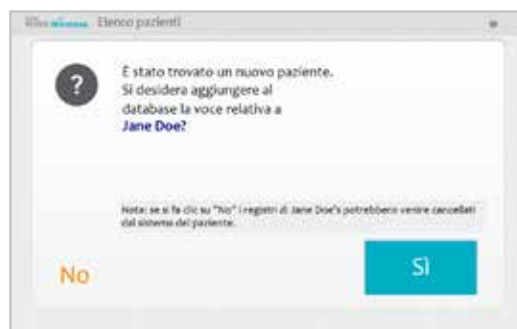 Elenco pazienti
?
È stato trovato un nuovo paziente.
Si desidera aggiungere al
database la voce relativa a
Jane Doe?
Nota: se si fa clic su "No" i registri di Jane Doe's potrebbero venire cancellati
dal sistema del paziente.
No
Sì